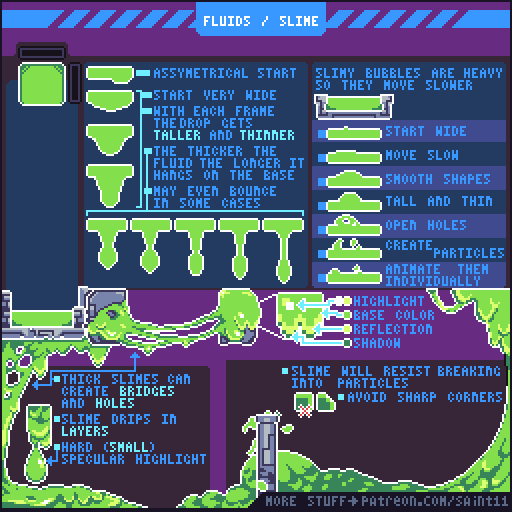 FLUIDS / SLIME
ASSYMETRICAL START
START VERY WIDE
WITH EACH FRAME
THE DROP GETS
TALLER AND THINNER
THE THICKER THE
FLUID THE LONGER IT
HANGS ON THE BASE
MAY EVEN BOUNCE
IN SOME CASES
SLIMY BUBBLES ARE HEAVY
SO THEY MOVE SLOWER
START WIDE
MOVE SLOW
SMOOTH SHAPES
TALL AND THIN
OPEN HOLES
CREATE PARTICLES
ANIMATE THEM
INDIVIDUALLY
HIGHLIGHT
BASE COLOR
REFLECTION
SHADOW
THICK SLIMES CAN
CREATE BRIDGES
AND HOLES
SLIME DRIPS IN
LAYERS
HARD (SMALL)
SPECULAR HIGHLIGHT
SLIME WILL RESIST BREAKING
INTO PARTICLES
AVOID SHARP CORNERS
MORE STUFF→PATREON.COM/SAINT11